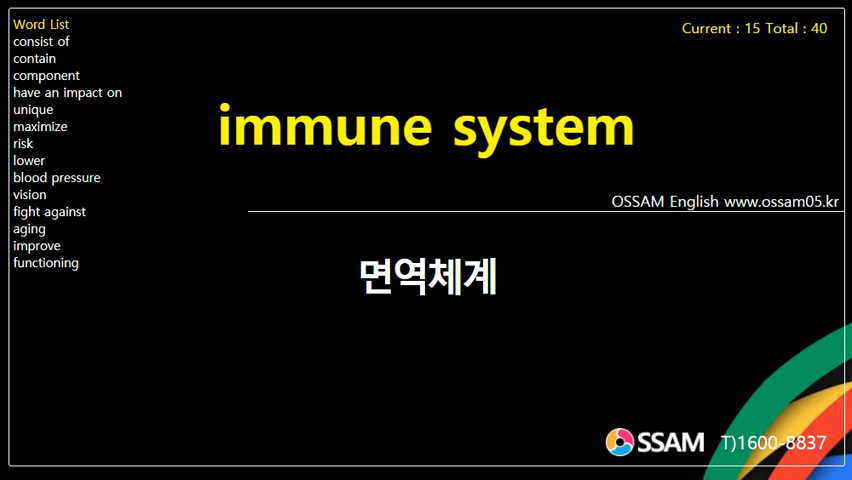 Word List
consist of
contain
component
have an impact on
unique
maximize
risk
lower
blood pressure
vision
fight against
aging
improve
functioning
Current : 15 Total : 40
immune system
OSSAM English www.ossam05.kr
면역체계
OSSAM T)1600-8837